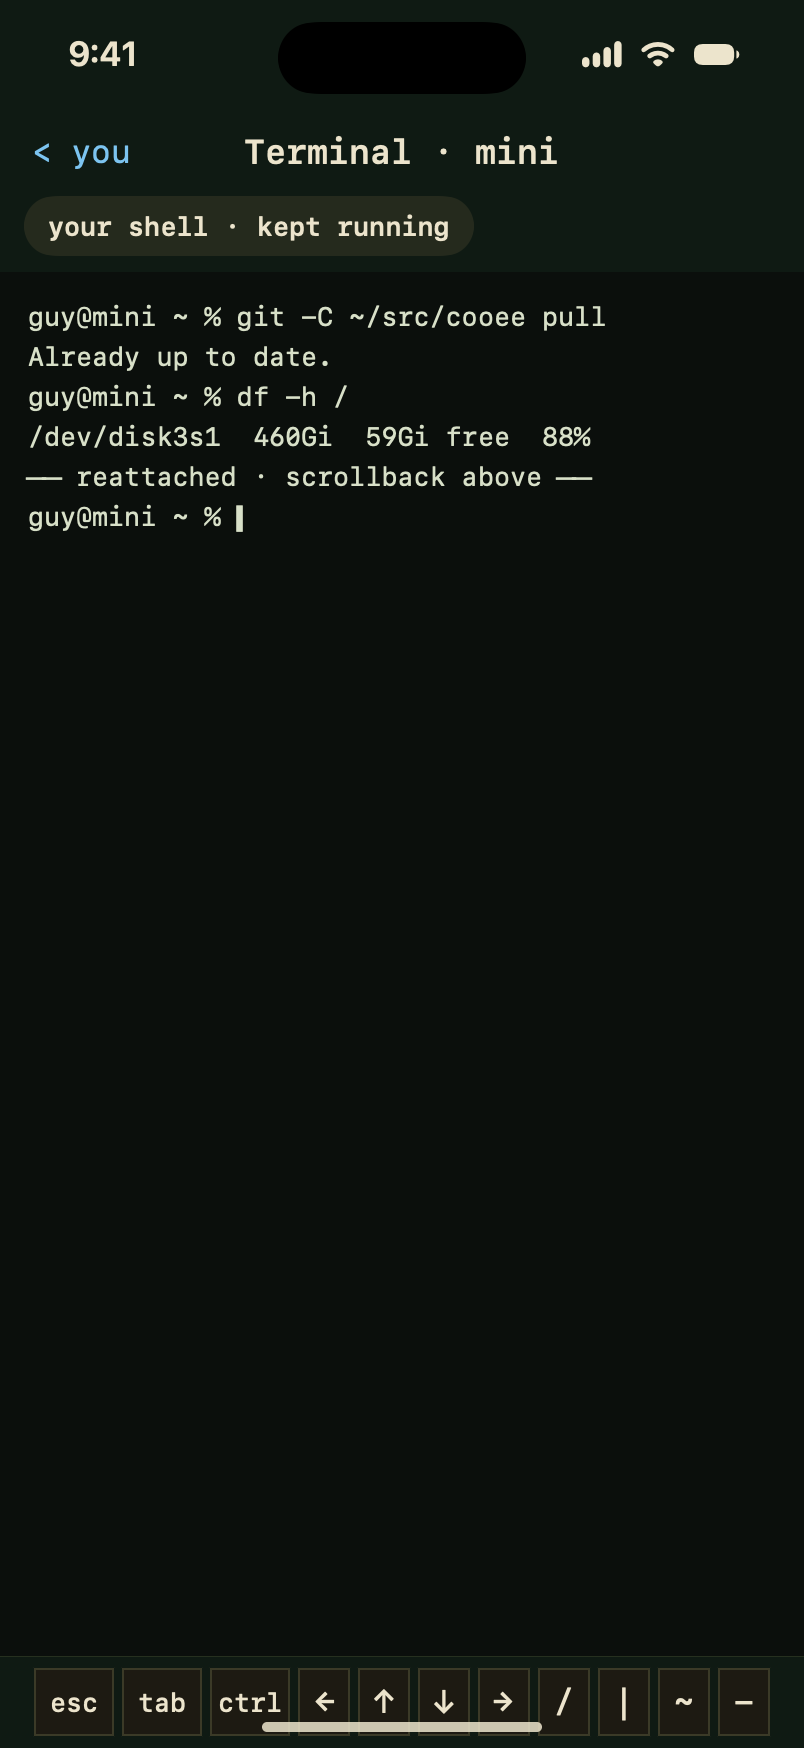 9:41
< you
Terminal · mini
your shell · kept running
guy@mini ~ % git -C ~/src/cooee pull
Already up to date.
guy@mini ~ % df -h /
/dev/disk3s1  460Gi  59Gi free  88%
── reattached · scrollback above ──
guy@mini ~ % ▌
esc tab ctrl ← ↑ ↓ → / | ~ –